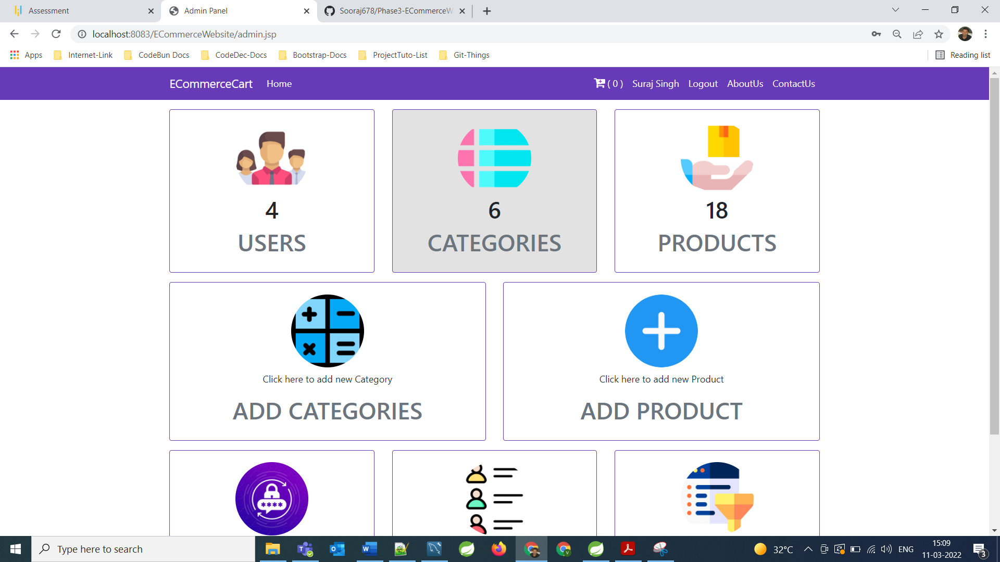 Assessment
Admin Panel
Sooraj678/Phase3-ECommerceW
localhost:8083/ECommerceWebsite/admin.jsp
Apps
Internet-Link
CodeBun Docs
CodeDec-Docs
Bootstrap-Docs
ProjectTuto-List
Git-Things
Reading list
ECommerceCart
Home
( 0 )
Suraj Singh
Logout
AboutUs
ContactUs
4
USERS
6
CATEGORIES
18
PRODUCTS
Click here to add new Category
ADD CATEGORIES
Click here to add new Product
ADD PRODUCT
****
Type here to search
32°C
ENG
15:09
11-03-2022
3